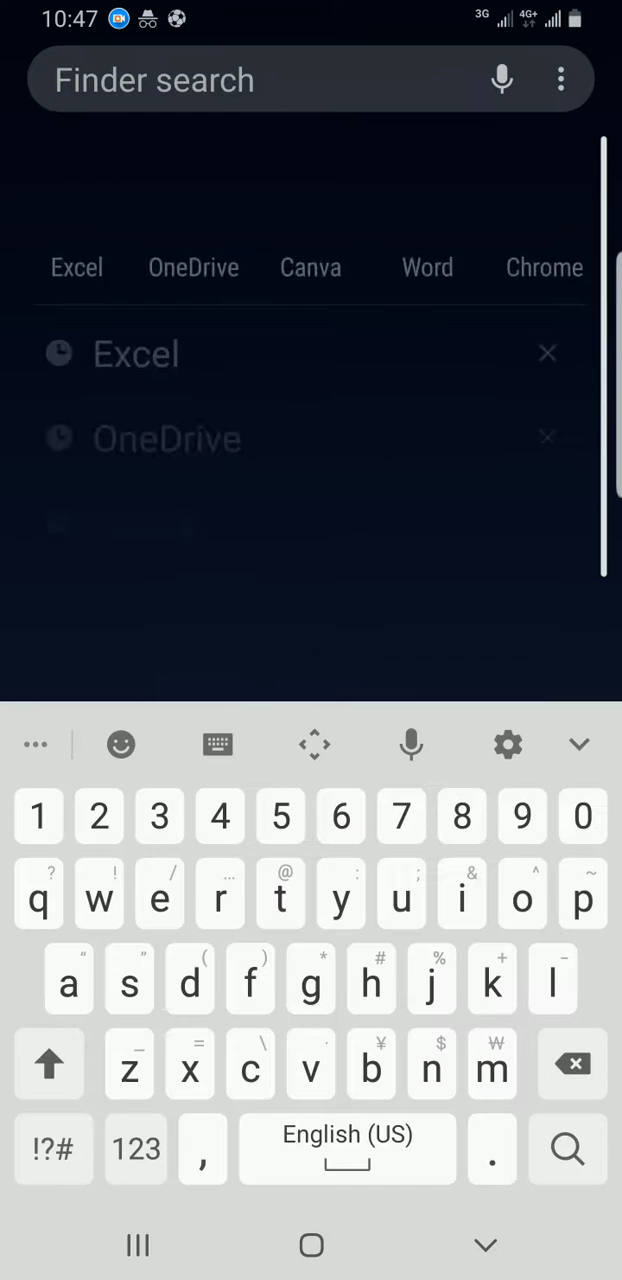 10:47 3G 4G+
Finder search
Excel OneDrive Canva Word Chrome
Excel
OneDrive
1 2 3 4 5 6 7 8 9 0
? ! / ... @ : ; & ^ ~
q w e r t y u i o p
“ ” ( ) * # % + -
a s d f g h j k l
_ = \ · ¥ $ ₩
z x c v b n m
!?# 123 , English (US) .